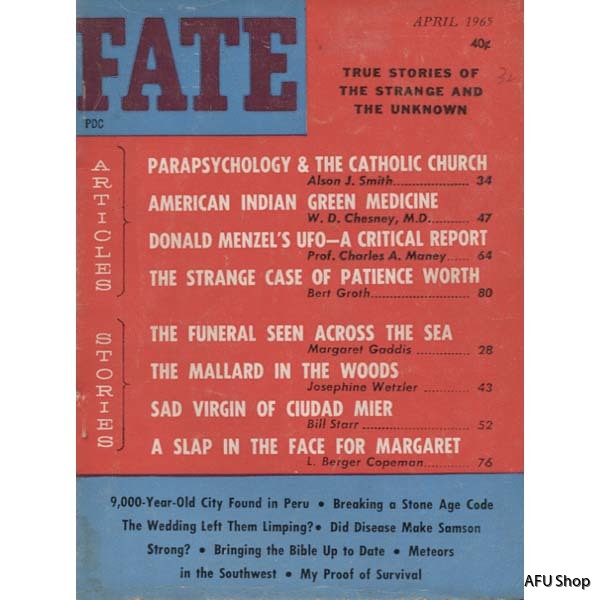 FATE
APRIL 1965
40¢
TRUE STORIES OF
THE STRANGE AND
THE UNKNOWN
PDC
32
ARTICLES
PARAPSYCHOLOGY & THE CATHOLIC CHURCH
Alson J. Smith.................... 34
AMERICAN INDIAN GREEN MEDICINE
W. D. Chesney, M.D.......... 47
DONALD MENZEL'S UFO—A CRITICAL REPORT
Prof. Charles A. Maney ..... 64
THE STRANGE CASE OF PATIENCE WORTH
Bert Groth........................ 80
STORIES
THE FUNERAL SEEN ACROSS THE SEA
Margaret Gaddis ............. 28
THE MALLARD IN THE WOODS
Josephine Wetzler ............. 43
SAD VIRGIN OF CIUDAD MIER
Bill Starr ........................ 52
A SLAP IN THE FACE FOR MARGARET
L. Berger Copeman............ 76
9,000-Year-Old City Found in Peru • Breaking a Stone Age Code
The Wedding Left Them Limping? • Did Disease Make Samson
Strong? • Bringing the Bible Up to Date • Meteors
in the Southwest • My Proof of Survival
AFU Shop